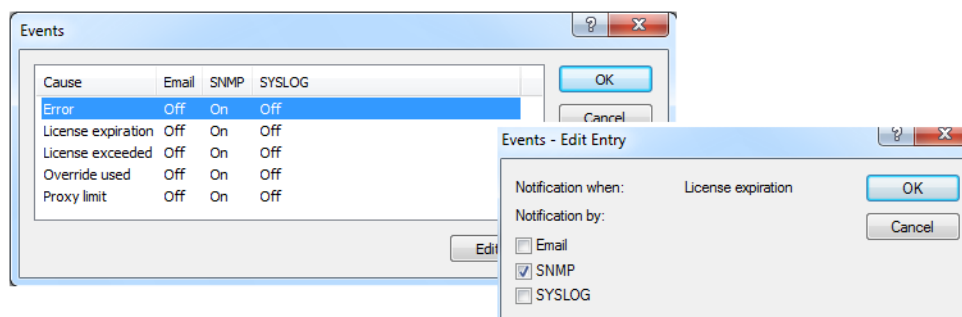 Events
Cause Email SNMP SYSLOG
Error Off On Off
License expiration Off On Off
License exceeded Off On Off
Override used Off On Off
Proxy limit Off On Off
OK
Cancel
Edit
Events - Edit Entry
Notification when: License expiration
Notification by:
Email
SNMP
SYSLOG
OK
Cancel